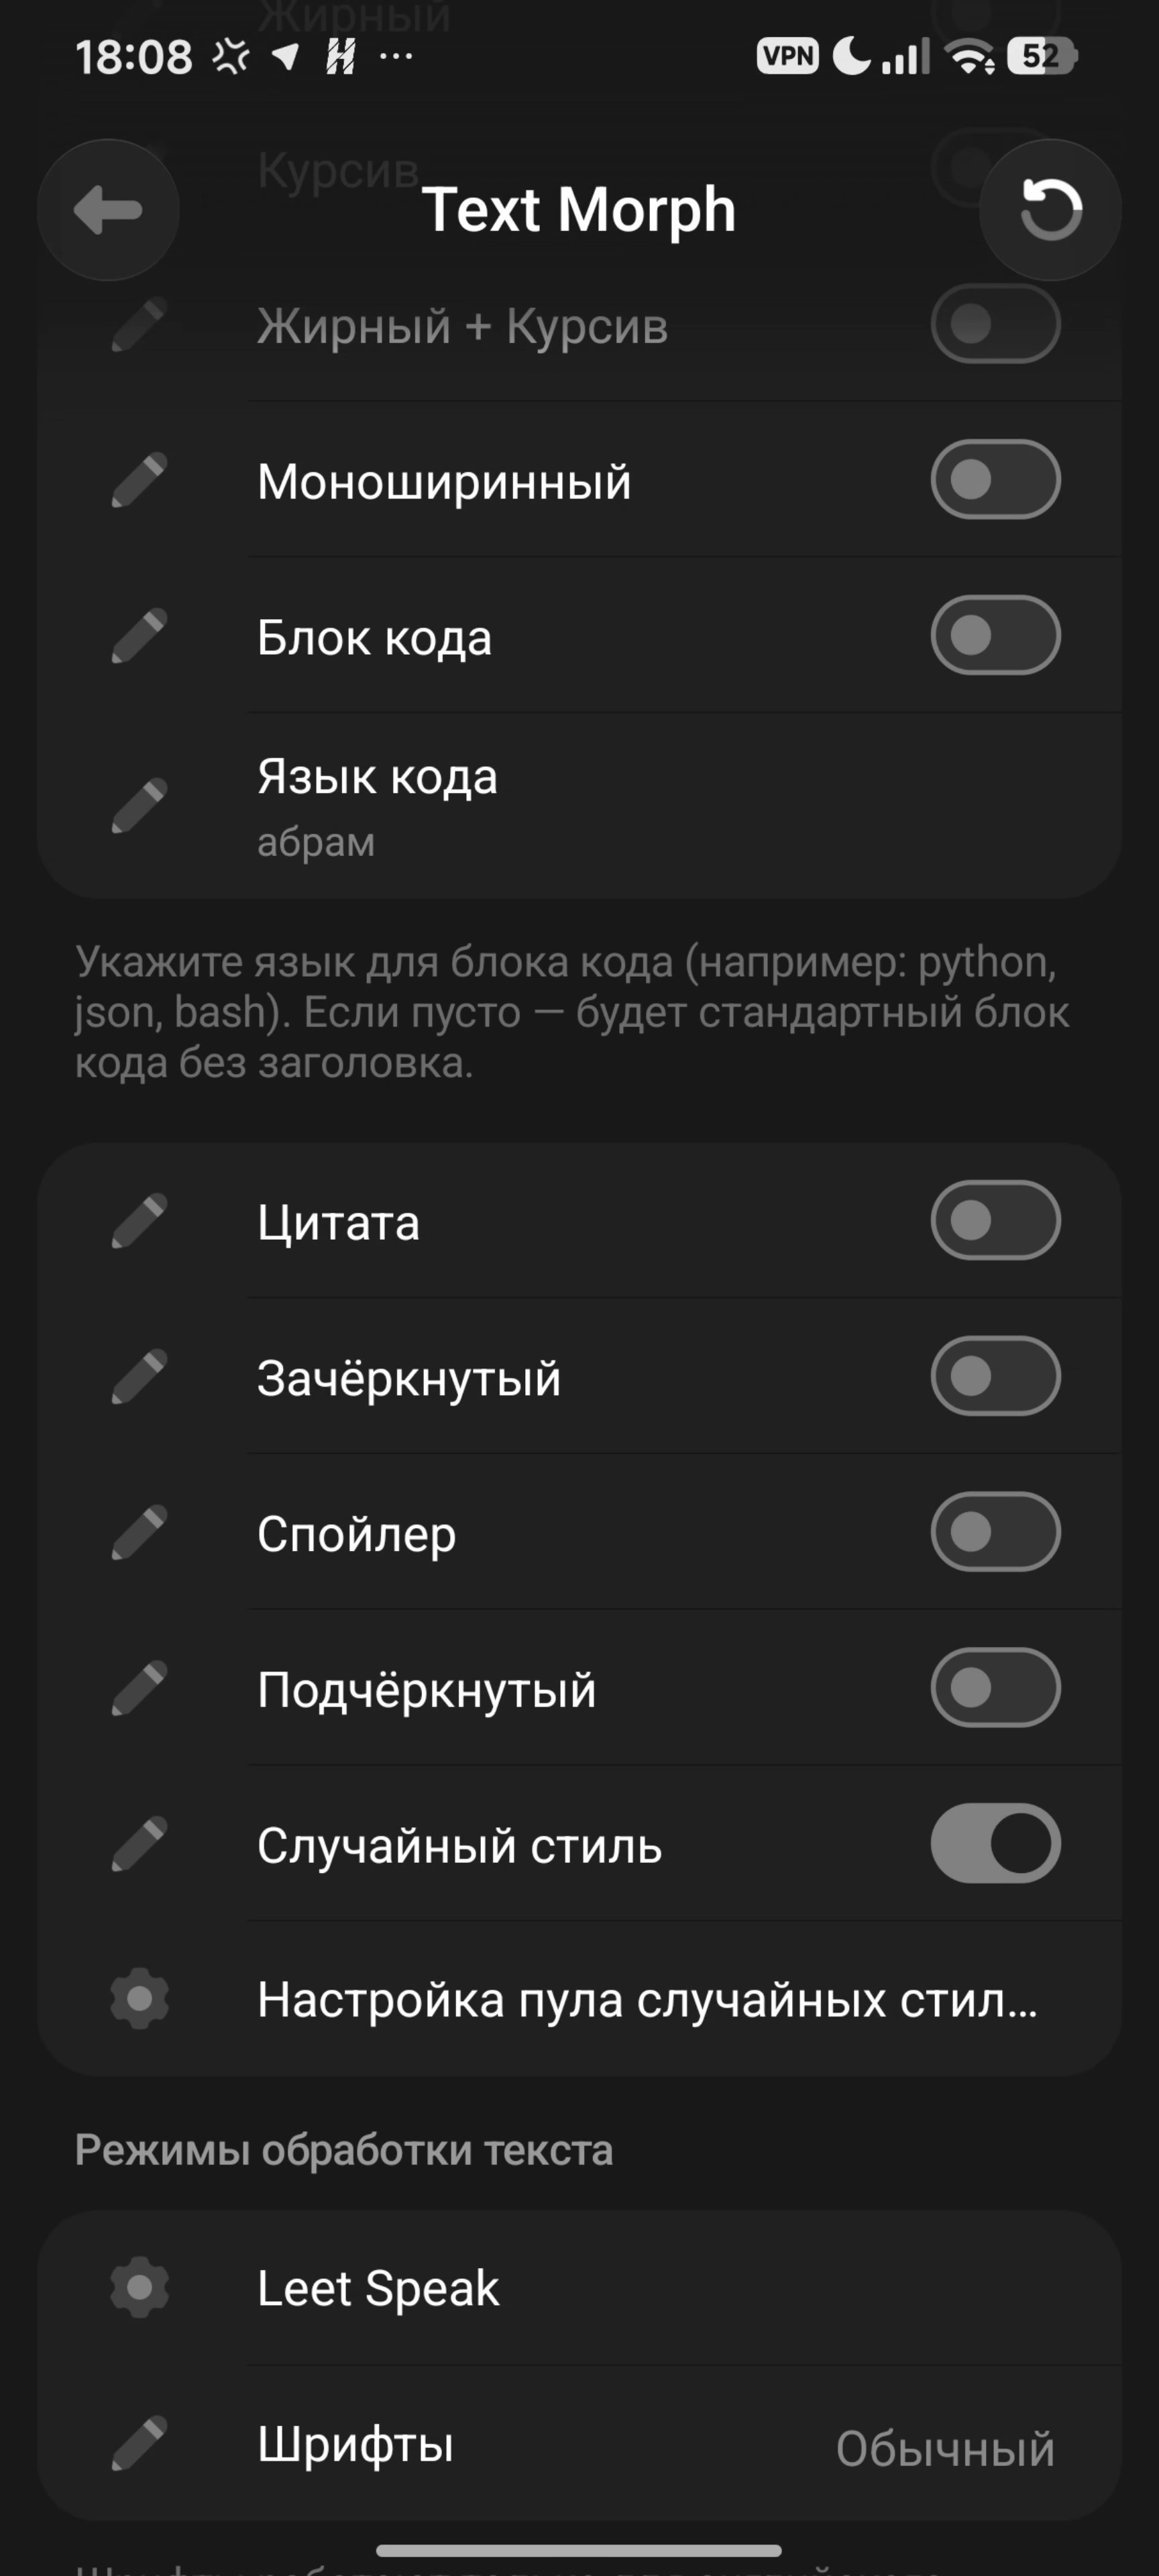 Жирный
18:08 ... VPN 52
Курсив
Text Morph
Жирный + Курсив
Моноширинный
Блок кода
Язык кода
абрам
Укажите язык для блока кода (например: python,
json, bash). Если пусто — будет стандартный блок
кода без заголовка.
Цитата
Зачёркнутый
Спойлер
Подчёркнутый
Случайный стиль
Настройка пула случайных стил...
Режимы обработки текста
Leet Speak
Шрифты Обычный